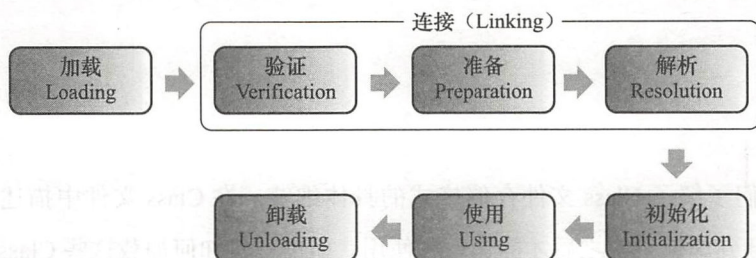 连接（Linking）
加载
Loading
验证
Verification
准备
Preparation
解析
Resolution
卸载
Unloading
使用
Using
初始化
Initialization